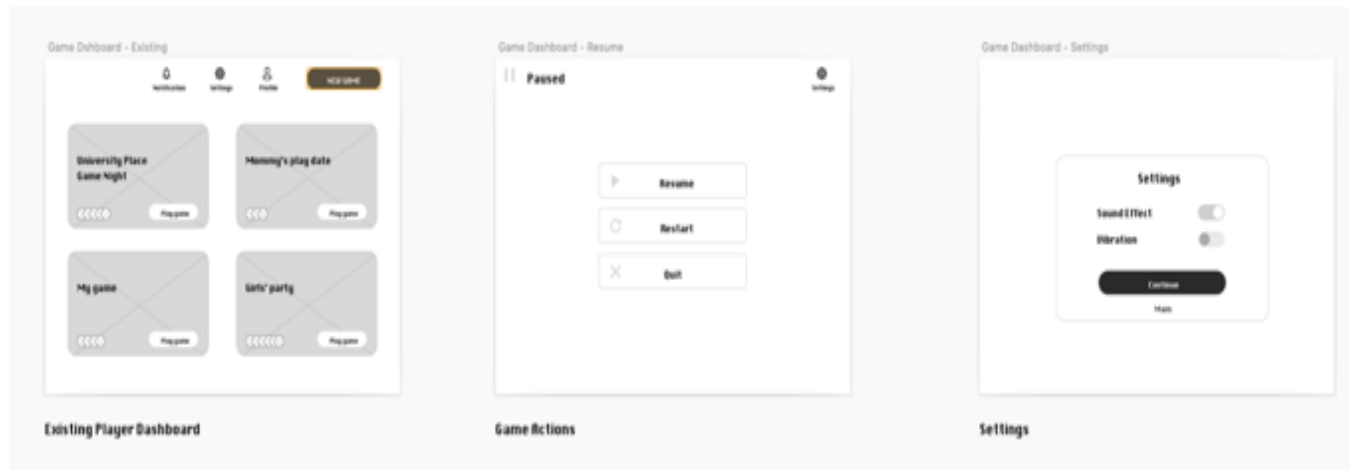 Game Dshboard - Existing
Notification
Settings
Profile
NEW GAME
University Place
Game Night
Play game
Mommy's play date
Play game
My game
Play game
Girls' party
Play game
Existing Player Dashboard
Game Dashboard - Resume
Paused
Settings
Resume
Restart
Quit
Game Actions
Game Dashboard - Settings
Settings
Sound Effect
Vibration
Continue
Main
Settings